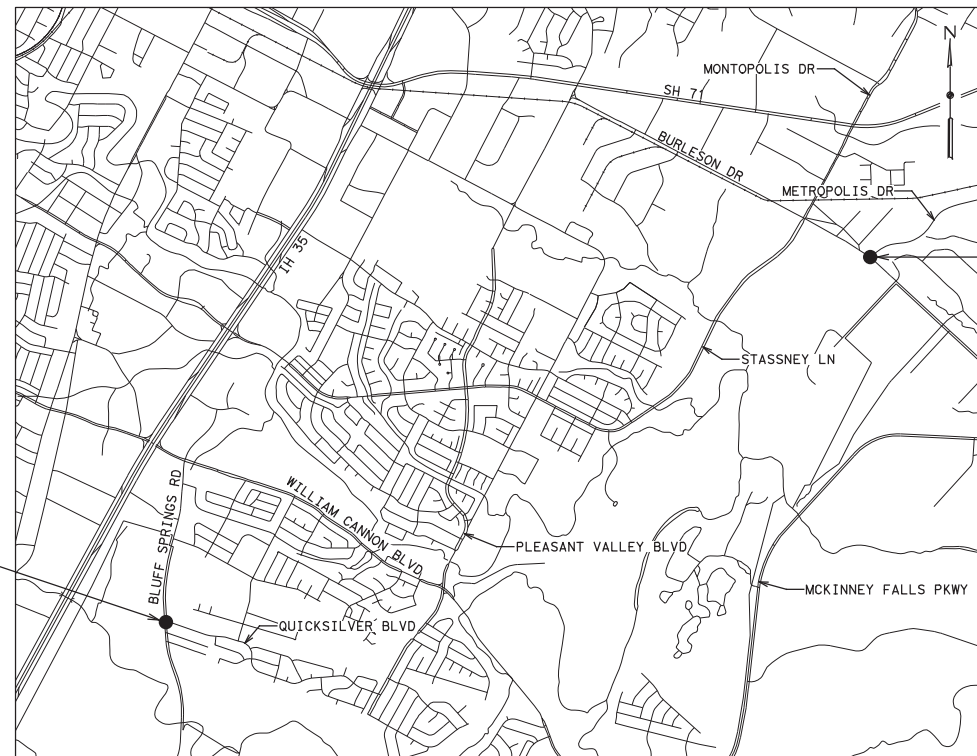 N
MONTOPOLIS DR
SH 71
BURLESON DR
METROPOLIS DR
IH 35
STASSNEY LN
BLUFF SPRINGS RD
WILLIAM CANNON BLVD
PLEASANT VALLEY BLVD
MCKINNEY FALLS PKWY
QUICKSILVER BLVD